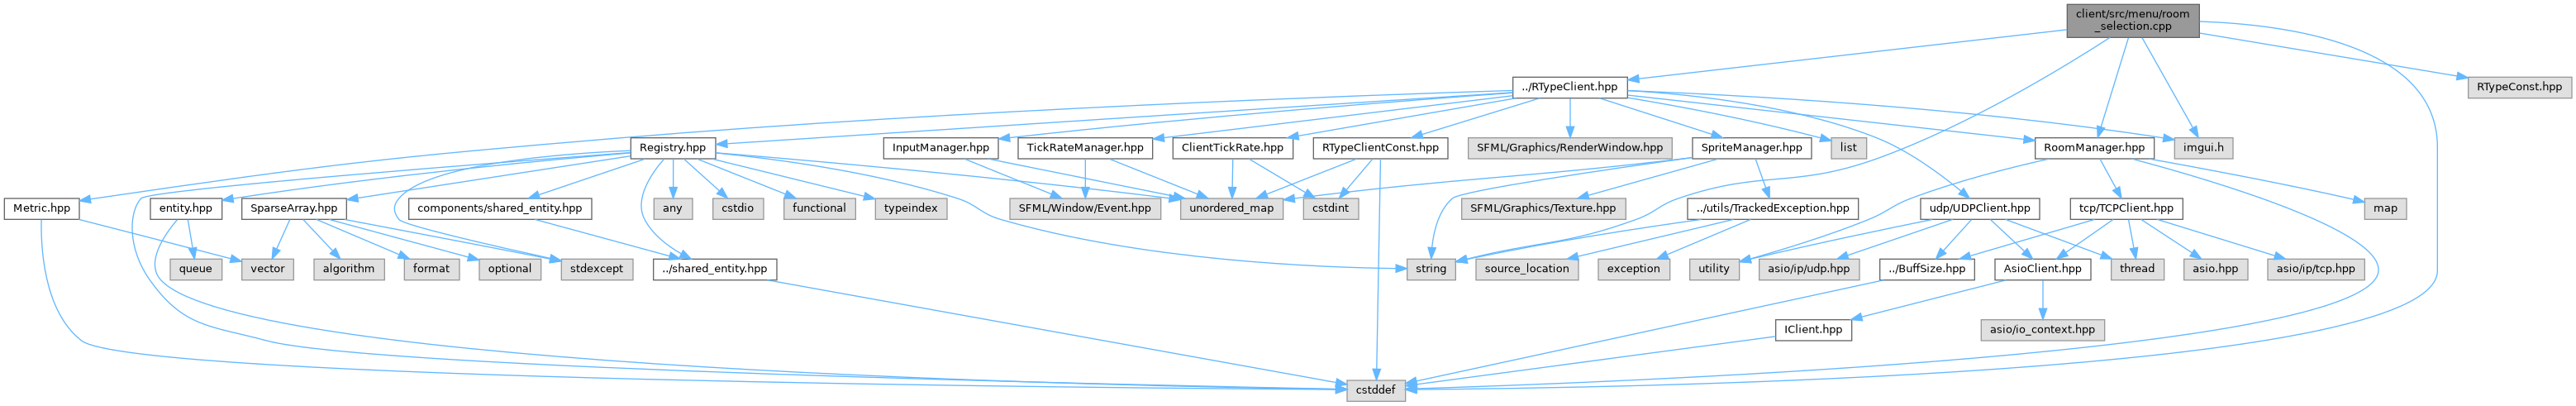 client/src/menu/room
_selection.cpp
../RTypeClient.hpp
RTypeConst.hpp
Registry.hpp
InputManager.hpp
TickRateManager.hpp
ClientTickRate.hpp
RTypeClientConst.hpp
SFML/Graphics/RenderWindow.hpp
SpriteManager.hpp
list
RoomManager.hpp
imgui.h
Metric.hpp
entity.hpp
SparseArray.hpp
components/shared_entity.hpp
any
cstdio
functional
typeindex
SFML/Window/Event.hpp
unordered_map
cstdint
SFML/Graphics/Texture.hpp
../utils/TrackedException.hpp
udp/UDPClient.hpp
tcp/TCPClient.hpp
map
queue
vector
algorithm
format
optional
stdexcept
../shared_entity.hpp
string
source_location
exception
utility
asio/ip/udp.hpp
../BuffSize.hpp
AsioClient.hpp
thread
asio.hpp
asio/ip/tcp.hpp
IClient.hpp
asio/io_context.hpp
cstddef